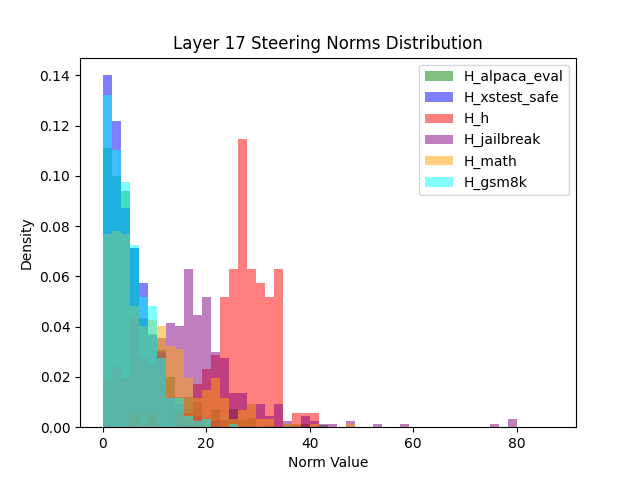 Layer 17 Steering Norms Distribution
H_alpaca_eval
H_xstest_safe
H_h
H_jailbreak
H_math
H_gsm8k
0.14
0.12
0.10
0.08
0.06
0.04
0.02
0.00
Density
0 20 40 60 80
Norm Value